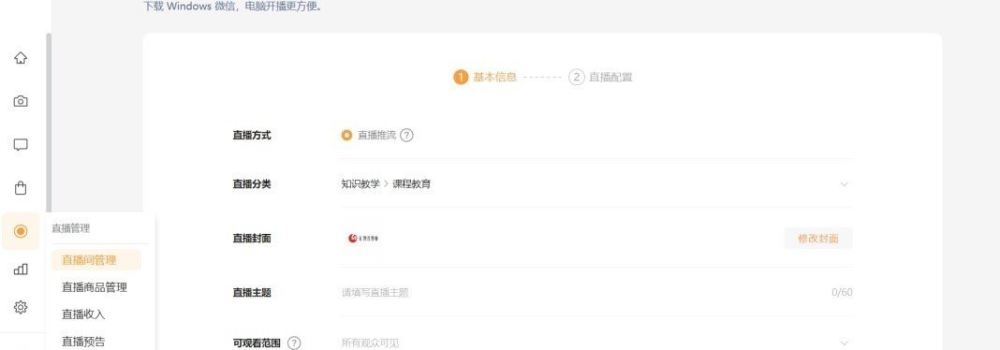 下载 Windows 微信，电脑开播更方便。
1 基本信息 2 直播配置
直播方式 直播推流 ?
直播分类 知识教学 > 课程教育
直播管理
直播封面 修改封面
直播间管理
直播商品管理
直播主题 请填写直播主题 0/60
直播收入
直播预告
可观看范围 ? 所有观众可见